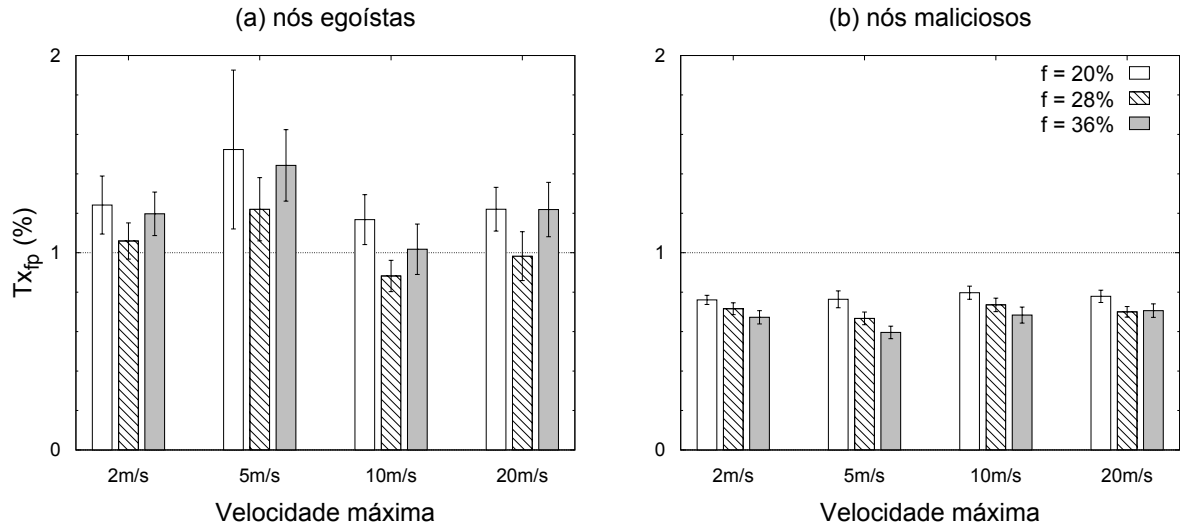 (a) nós egoístas
(b) nós maliciosos
Tx_fp (%)
2
1
0
2m/s 5m/s 10m/s 20m/s
Velocidade máxima
2
1
0
f = 20%
f = 28%
f = 36%
2m/s 5m/s 10m/s 20m/s
Velocidade máxima